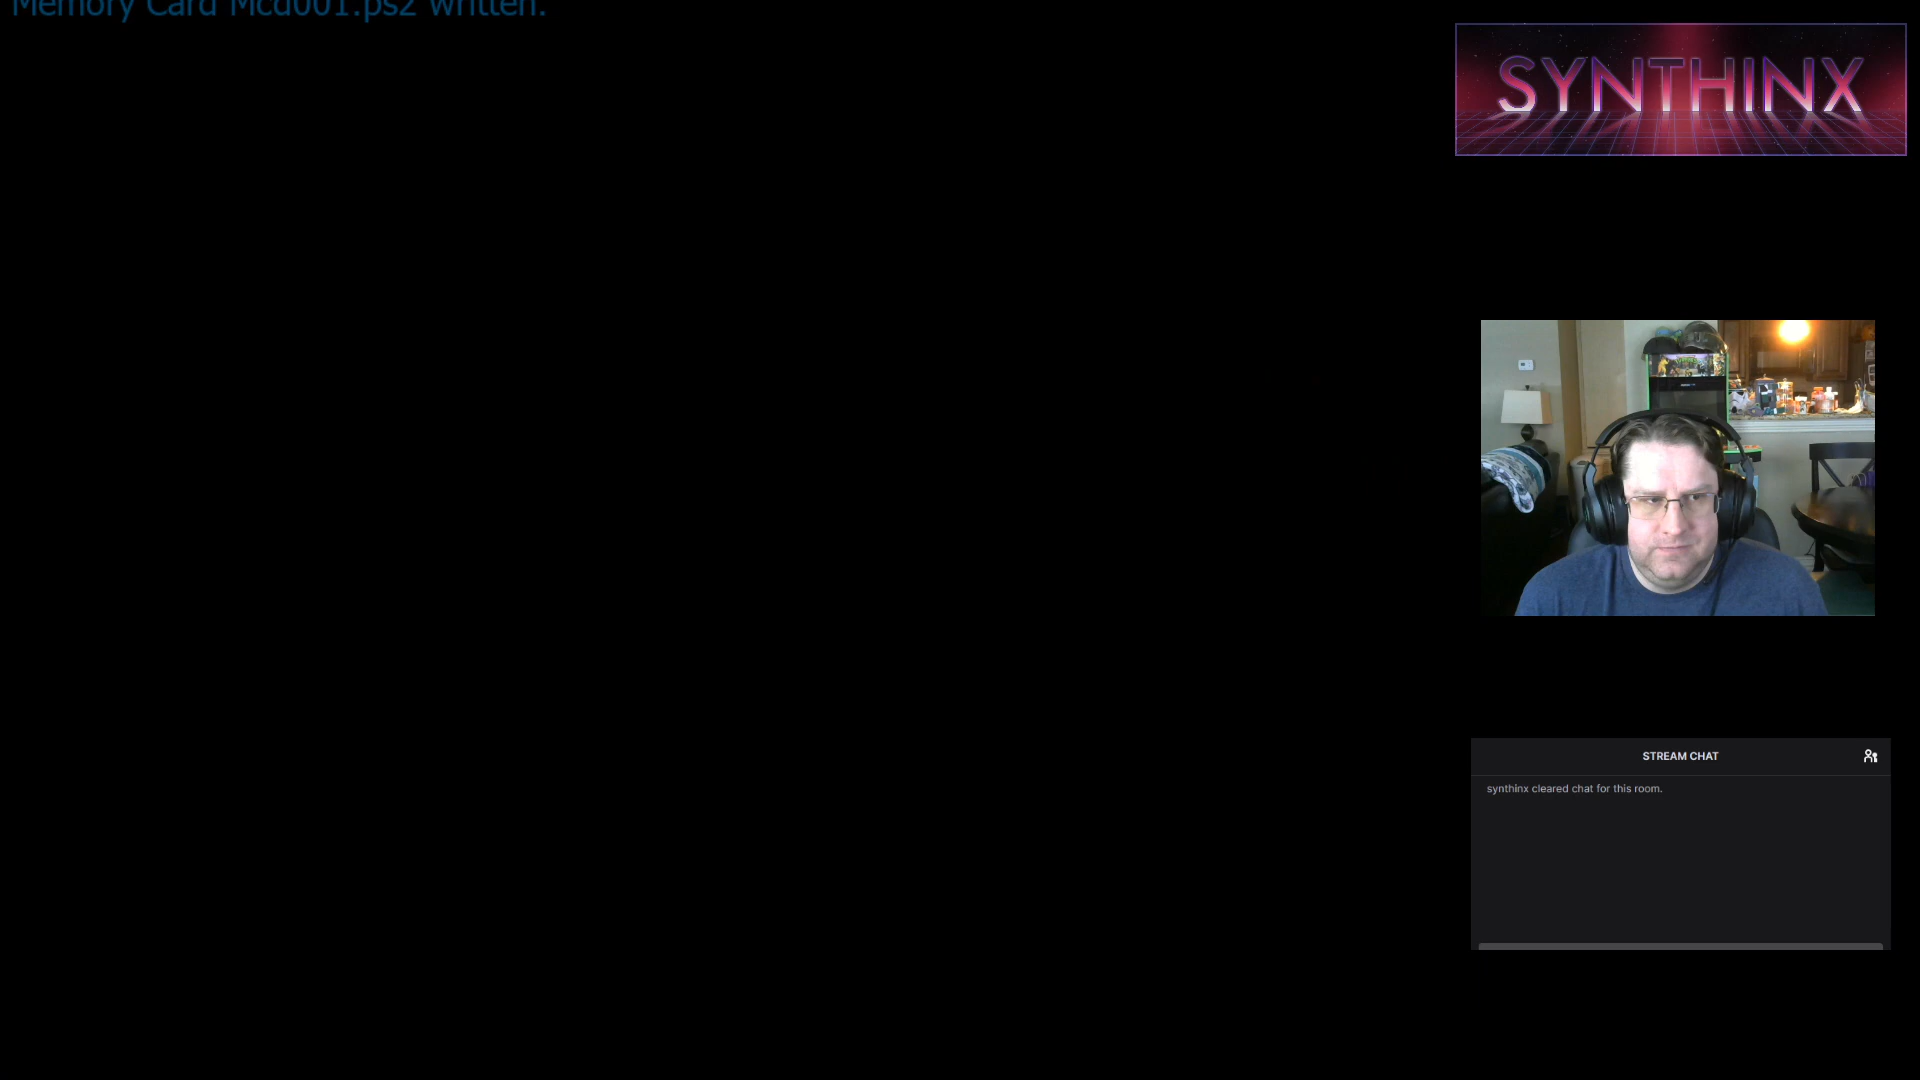 Memory Card Mcd001.ps2 written.
SYNTHINX
STREAM CHAT
synthinx cleared chat for this room.